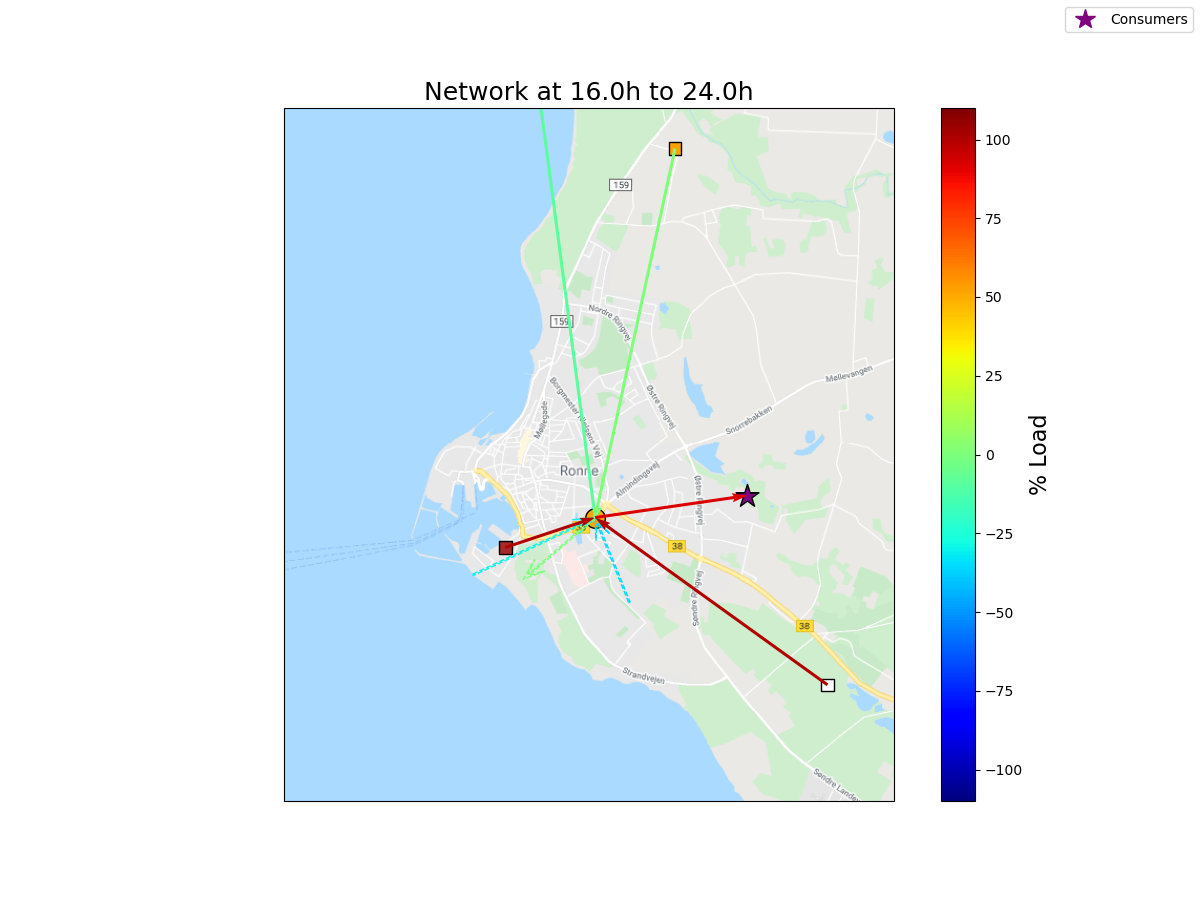 Consumers
Network at 16.0h to 24.0h
159
Nordre Ringvej
159
Møllevangen
Borgmester Nielsens Vej
Østre Ringvej
Møllegade
Snorrebakken
Ronne
Almindingsvej
Østre Ringvej
38
Søndre Ringvej
38
Strandvejen
Søndre Landevej
100
75
50
25
0
−25
−50
−75
−100
% Load